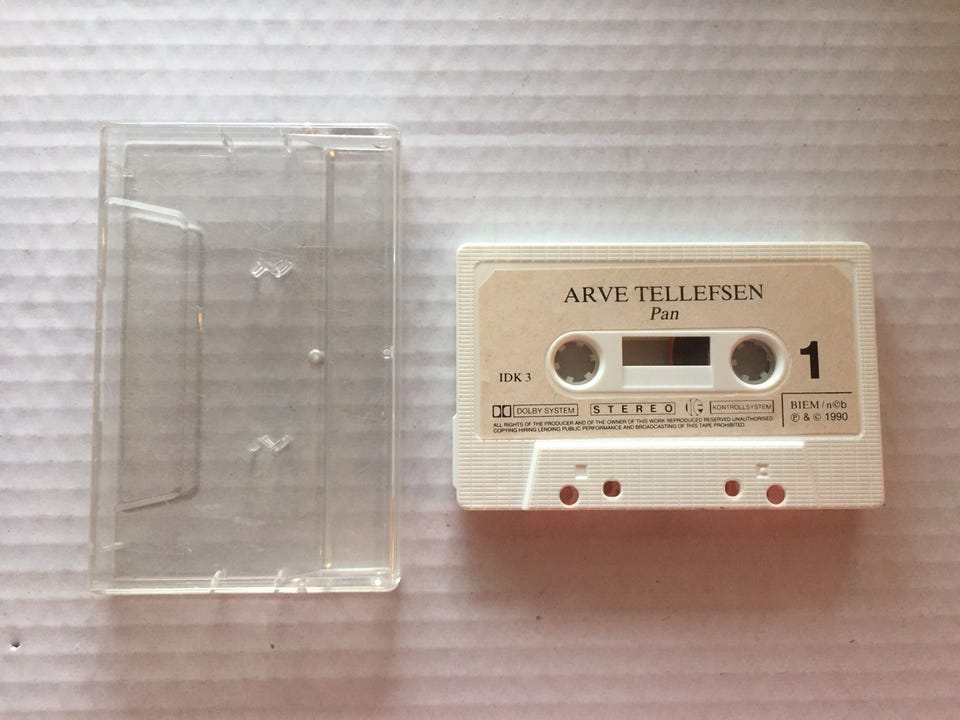 ARVE TELLEFSEN
Pan
IDK 3
1
DOLBY SYSTEM
STEREO
KONTROLLSYSTEM
BIEM / n©b
℗ & © 1990
ALL RIGHTS OF THE PRODUCER AND OF THE OWNER OF THIS WORK REPRODUCED RESERVED UNAUTHORISED
COPYING HIRING LENDING PUBLIC PERFORMANCE AND BROADCASTING OF THIS TAPE PROHIBITED.